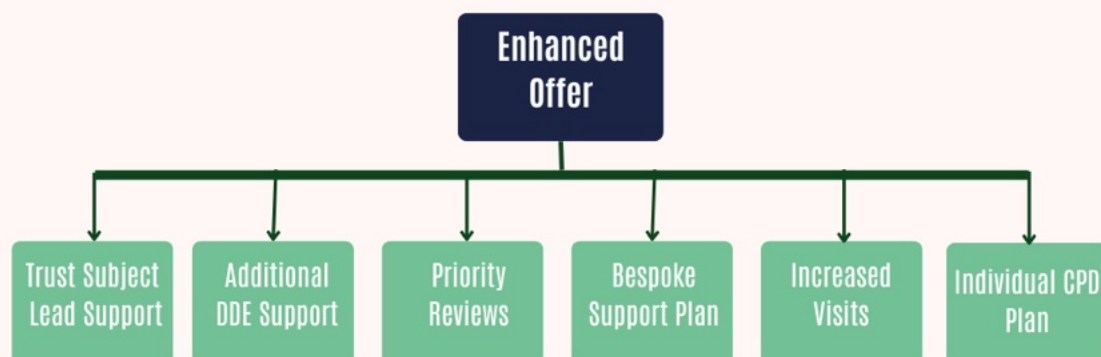 Enhanced
Offer
Trust Subject
Lead Support
Additional
DDE Support
Priority
Reviews
Bespoke
Support Plan
Increased
Visits
Individual CPD
Plan